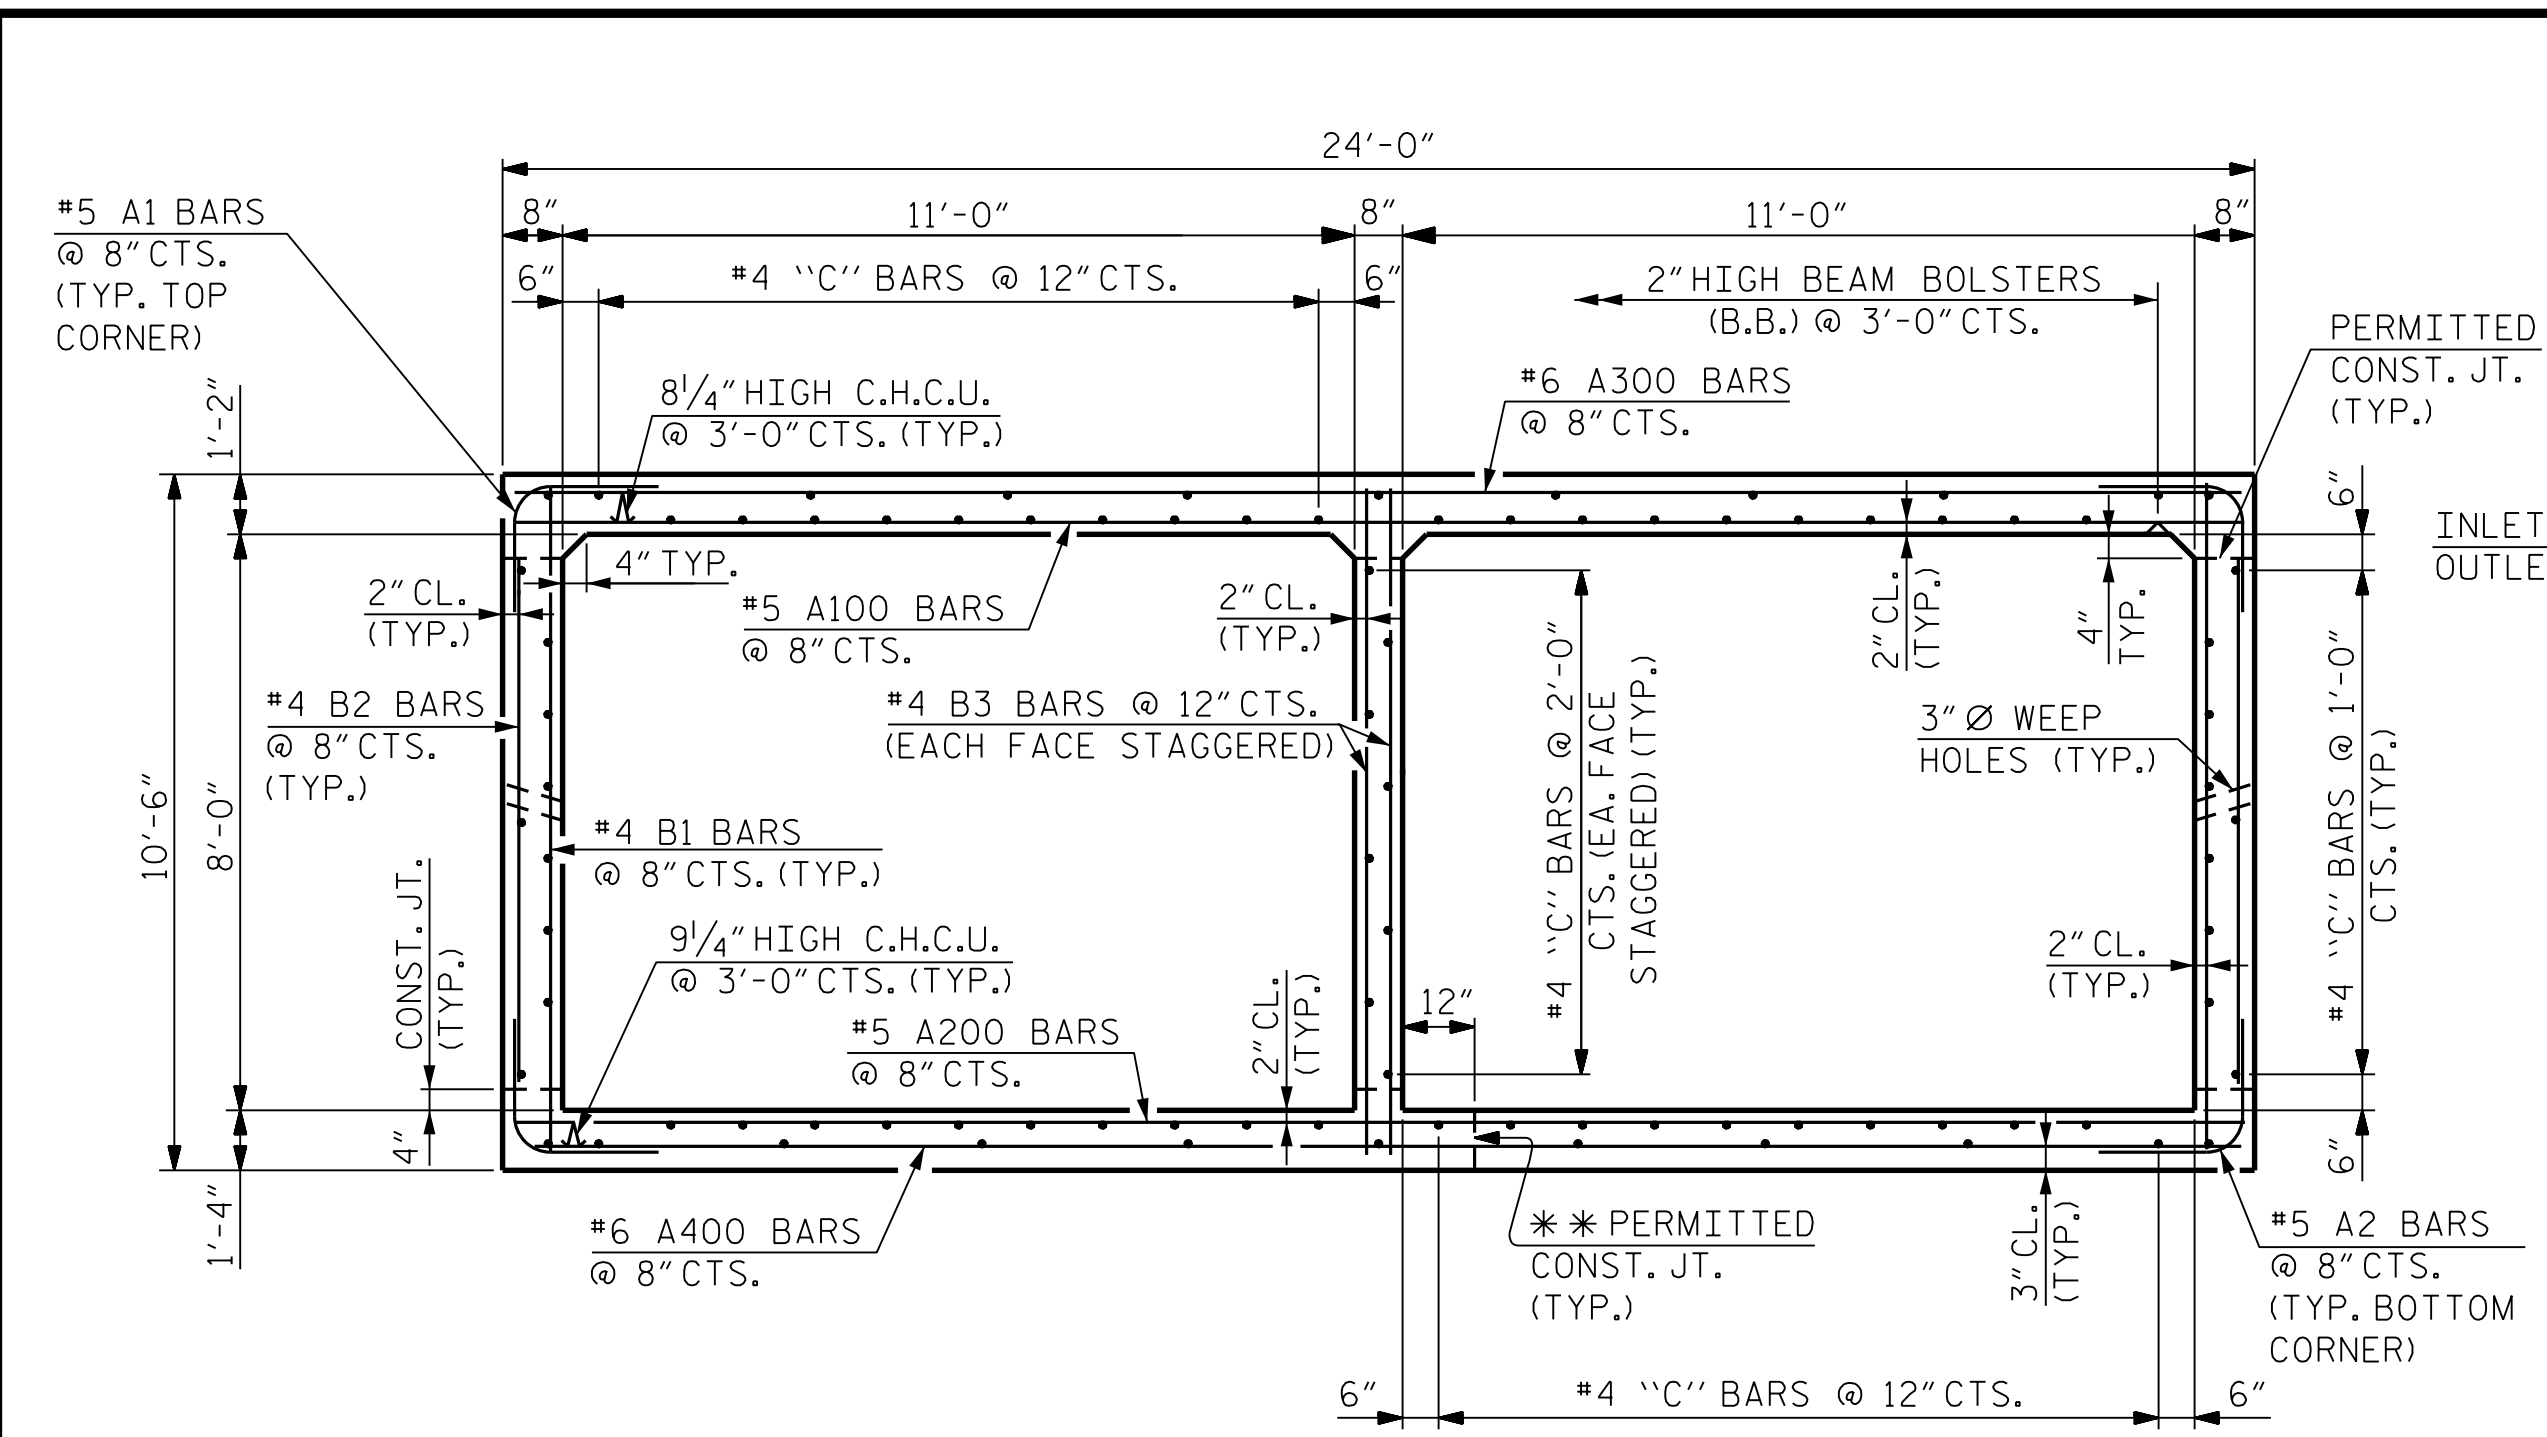 24'-0"
8"
11'-0"
8"
11'-0"
8"
6"
#4 "C" BARS @ 12" CTS.
6"
2" HIGH BEAM BOLSTERS
(B.B.) @ 3'-0" CTS.
#5 A1 BARS
@ 8" CTS.
(TYP. TOP
CORNER)
PERMITTED
CONST. JT.
(TYP.)
8 1/4" HIGH C.H.C.U.
@ 3'-0" CTS. (TYP.)
#6 A300 BARS
@ 8" CTS.
1'-2"
6"
INLET
OUTLE
4" TYP.
2" CL.
(TYP.)
#5 A100 BARS
@ 8" CTS.
2" CL.
(TYP.)
2" CL.
(TYP.)
4"
TYP.
#4 B2 BARS
@ 8" CTS.
(TYP.)
#4 B3 BARS @ 12" CTS.
(EACH FACE STAGGERED)
#4 "C" BARS @ 2'-0"
CTS. (EA. FACE
STAGGERED) (TYP.)
3" Ø WEEP
HOLES (TYP.)
#4 "C" BARS @ 1'-0"
CTS. (TYP.)
10'-6"
8'-0"
#4 B1 BARS
@ 8" CTS. (TYP.)
CONST. JT.
(TYP.)
9 1/4" HIGH C.H.C.U.
@ 3'-0" CTS. (TYP.)
2" CL.
(TYP.)
#5 A200 BARS
@ 8" CTS.
2" CL.
(TYP.)
12"
4"
6"
1'-4"
#6 A400 BARS
@ 8" CTS.
** PERMITTED
CONST. JT.
(TYP.)
3" CL.
(TYP.)
#5 A2 BARS
@ 8" CTS.
(TYP. BOTTOM
CORNER)
6"
#4 "C" BARS @ 12" CTS.
6"